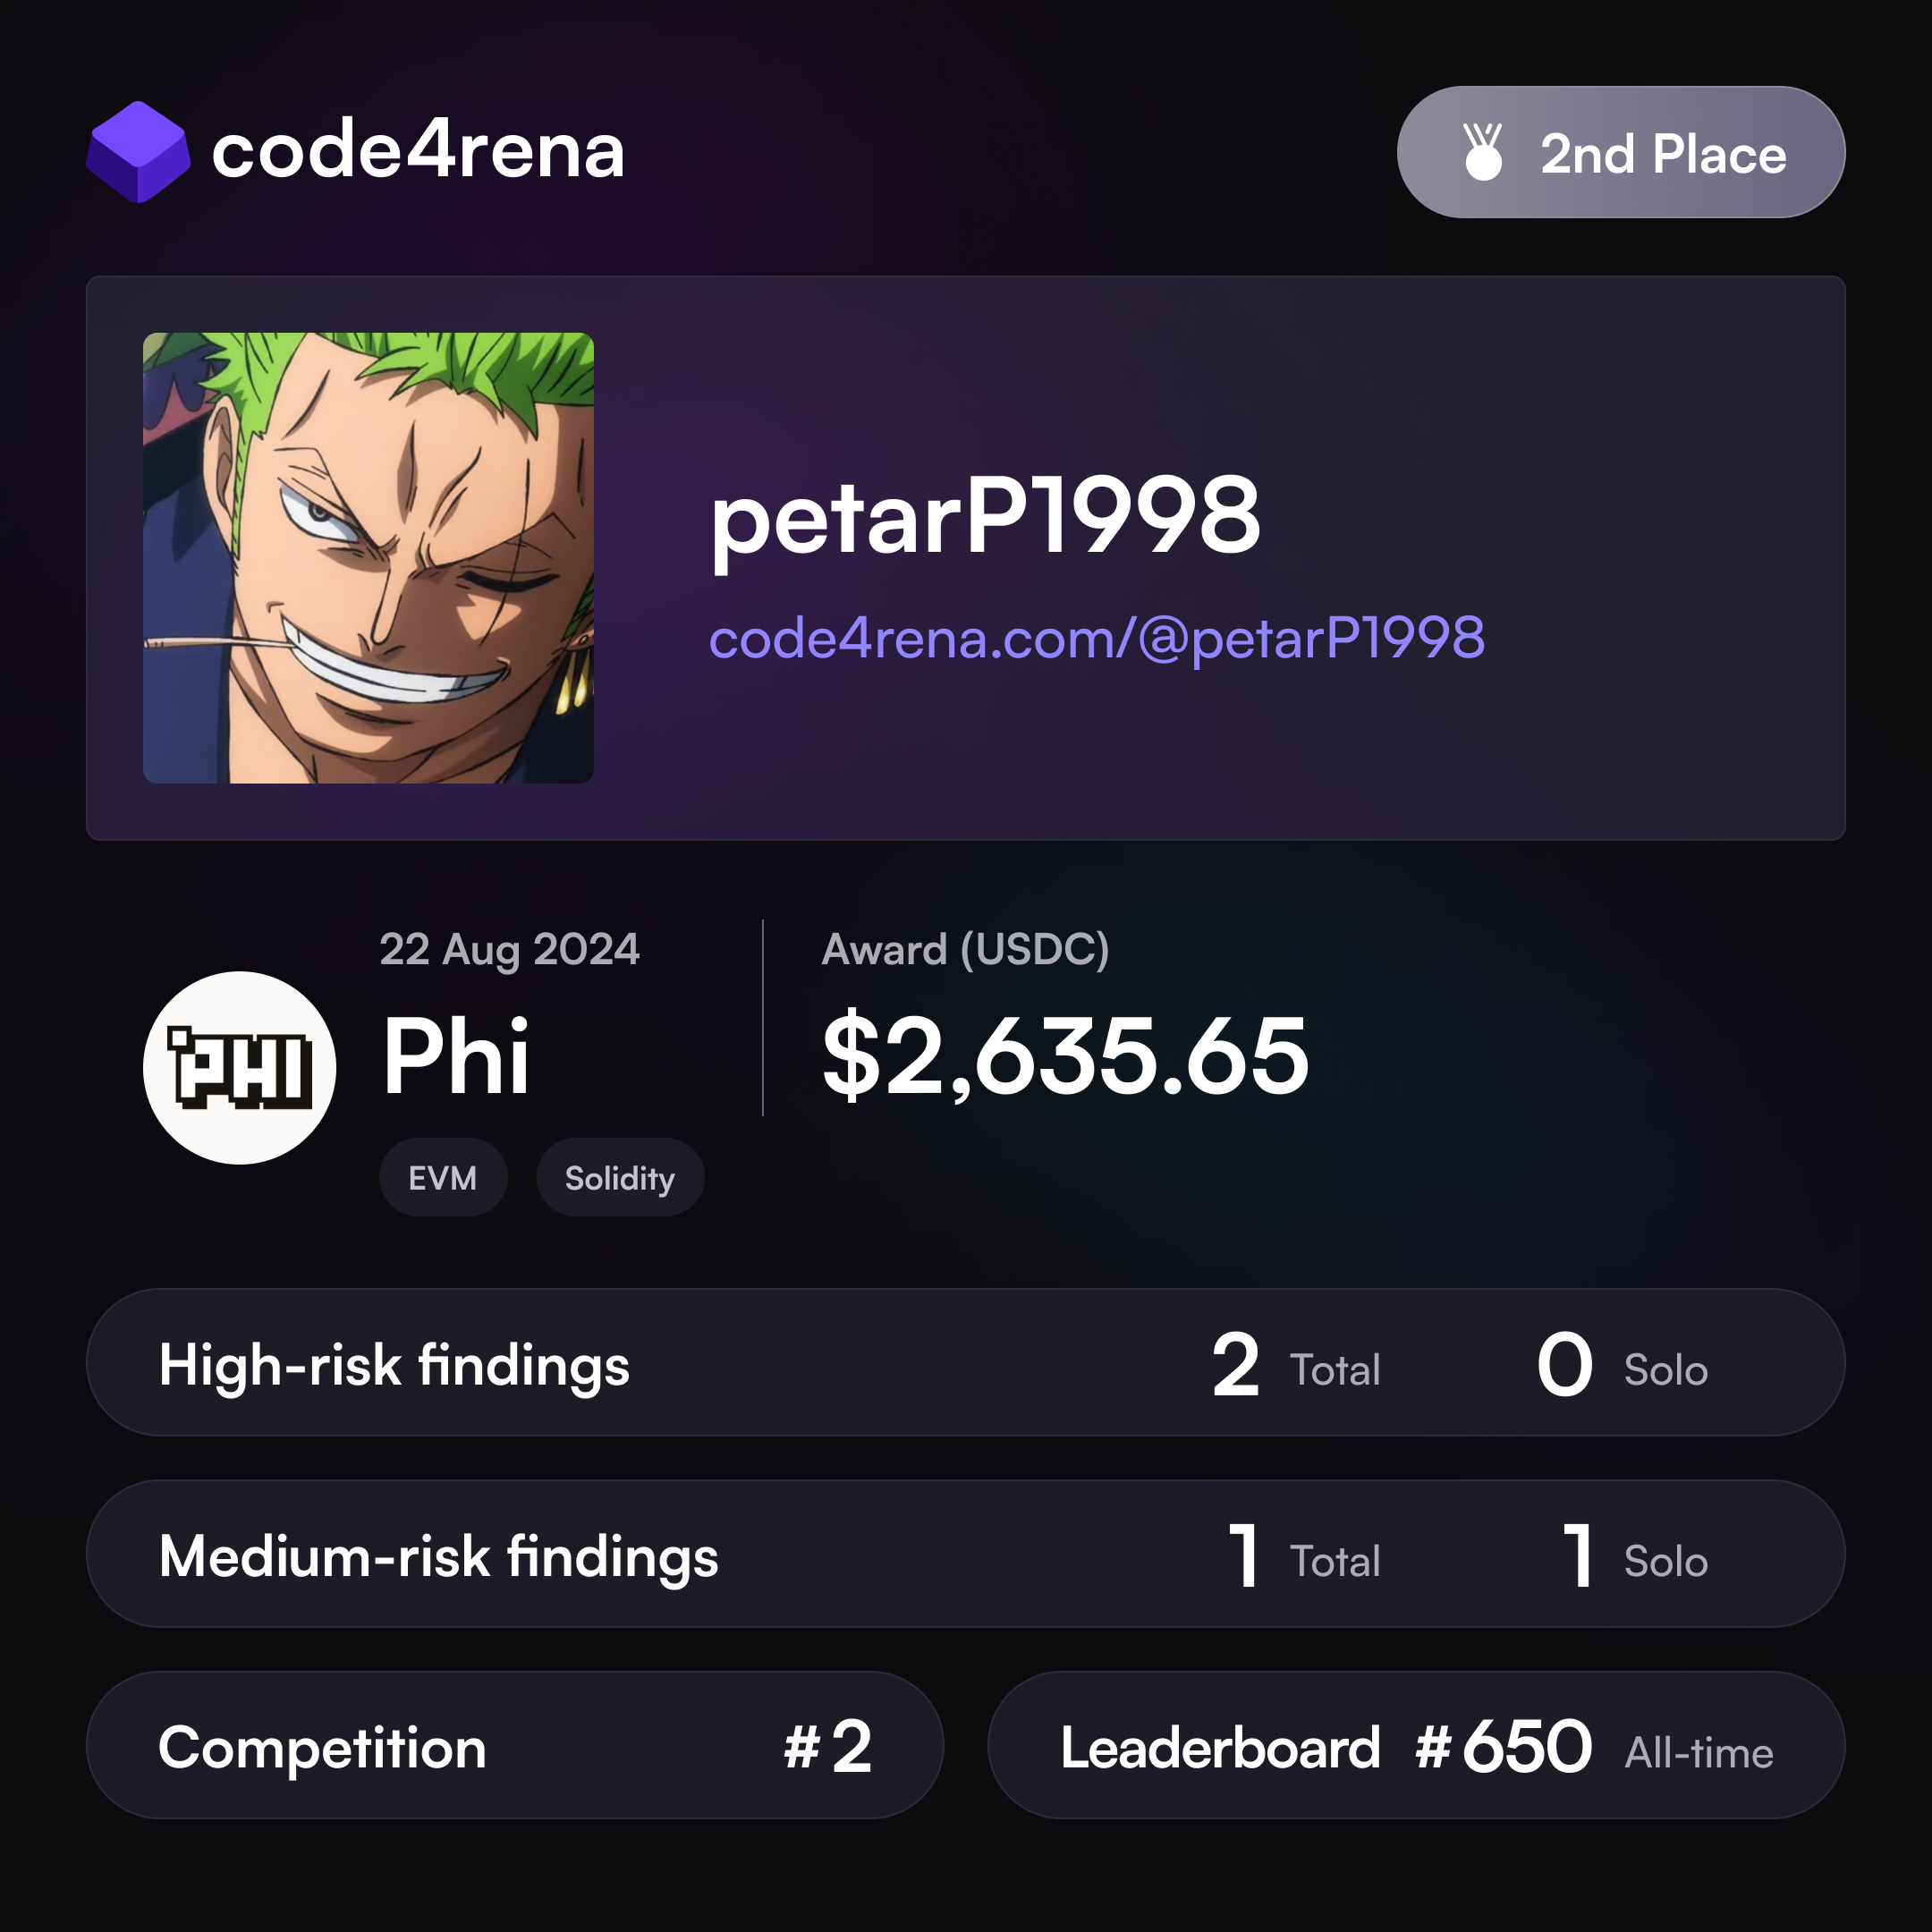 code4rena
2nd Place
petarP1998
code4rena.com/@petarP1998
22 Aug 2024
Phi
PHI
EVM
Solidity
Award (USDC)
$2,635.65
High-risk findings 2 Total 0 Solo
Medium-risk findings 1 Total 1 Solo
Competition #2
Leaderboard #650 All-time